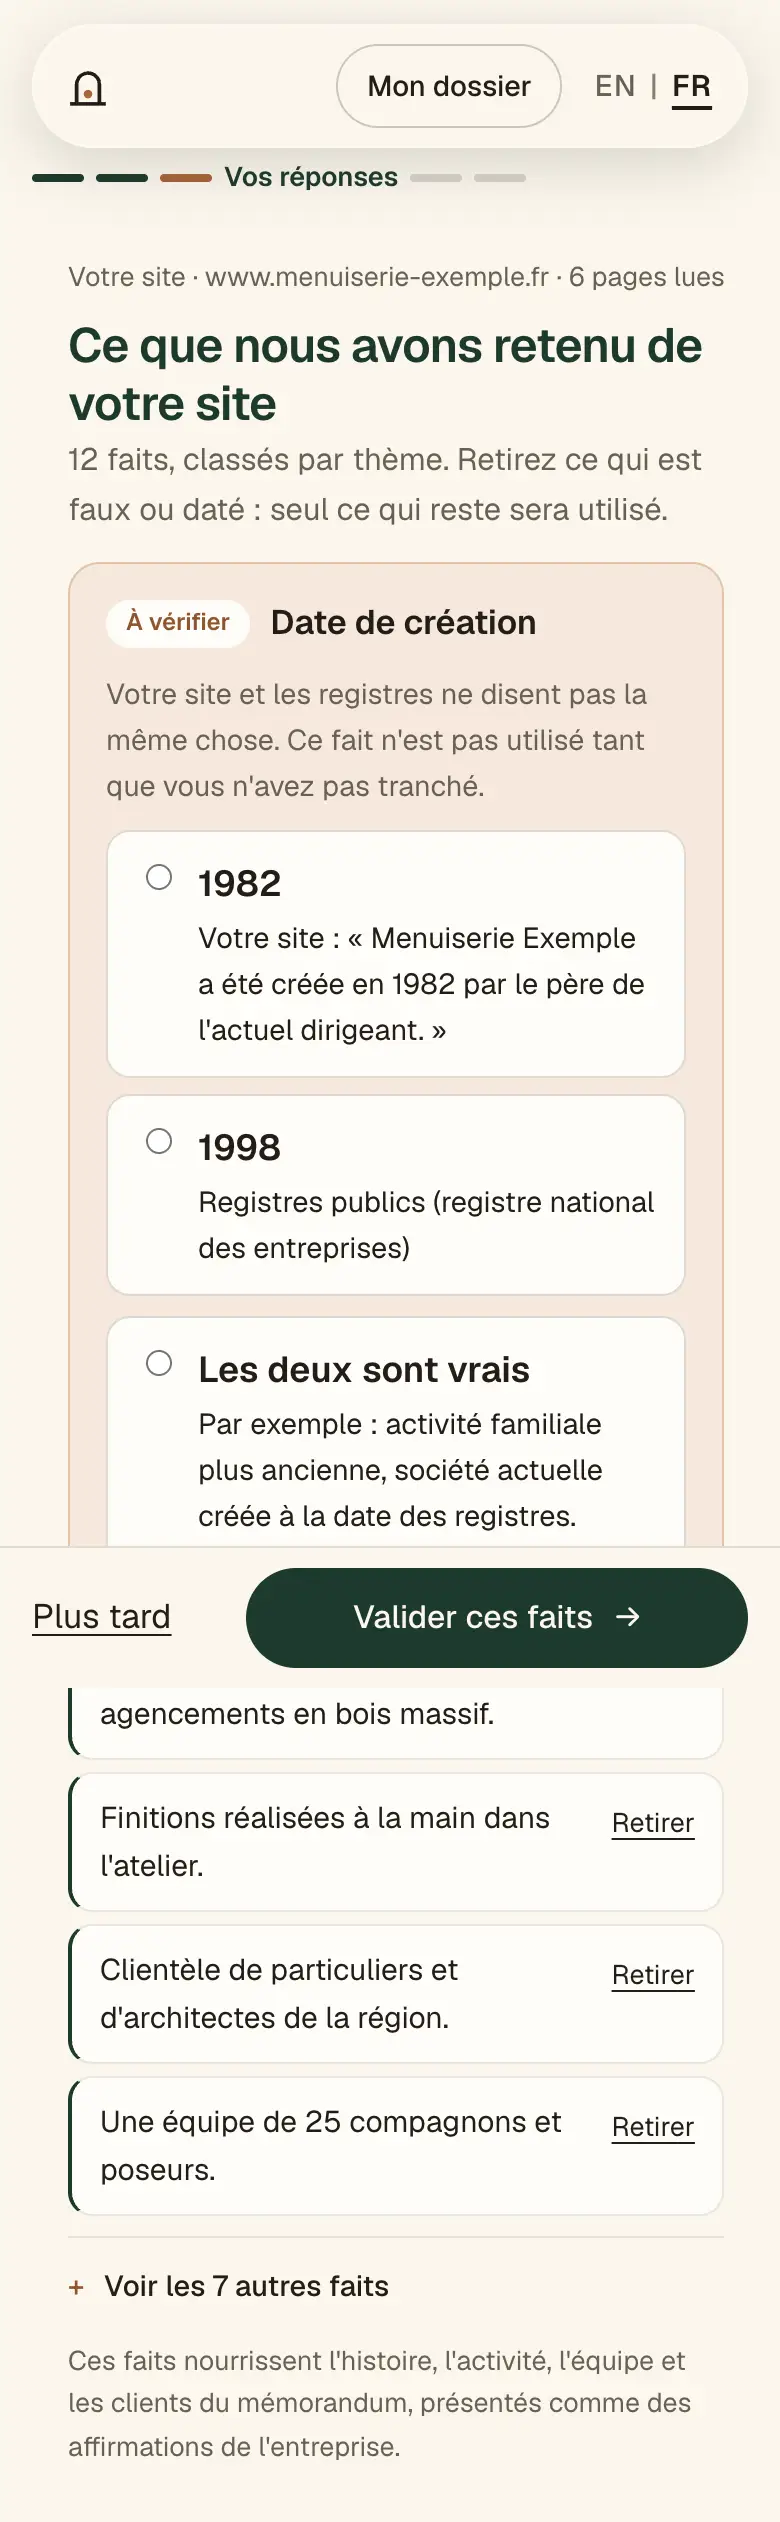 Mon dossier
EN | FR
Vos réponses
Votre site · www.menuiserie-exemple.fr · 6 pages lues
Ce que nous avons retenu de
votre site
12 faits, classés par thème. Retirez ce qui est
faux ou daté : seul ce qui reste sera utilisé.
À vérifier
Date de création
Votre site et les registres ne disent pas la
même chose. Ce fait n'est pas utilisé tant
que vous n'avez pas tranché.
1982
Votre site : « Menuiserie Exemple
a été créée en 1982 par le père de
l'actuel dirigeant. »
1998
Registres publics (registre national
des entreprises)
Les deux sont vrais
Par exemple : activité familiale
plus ancienne, société actuelle
créée à la date des registres.
Plus tard
Valider ces faits →
agencements en bois massif.
Finitions réalisées à la main dans
l'atelier.
Retirer
Clientèle de particuliers et
d'architectes de la région.
Retirer
Une équipe de 25 compagnons et
poseurs.
Retirer
+ Voir les 7 autres faits
Ces faits nourrissent l'histoire, l'activité, l'équipe et
les clients du mémorandum, présentés comme des
affirmations de l'entreprise.